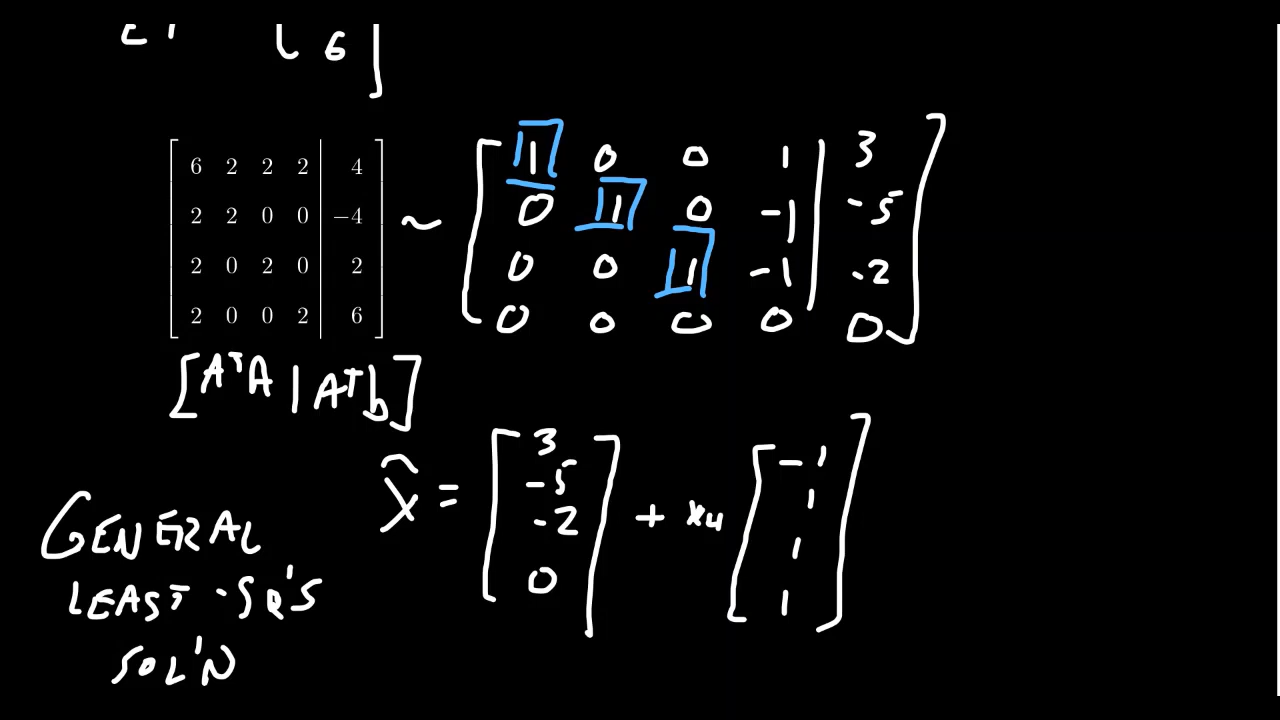 [ 6 ]
[ 6 2 2 2 | 4 ] ~ [ 1 0 0 1 | 3 ]
[ 2 2 0 0 | −4 ] [ 0 1 0 -1 | -5 ]
[ 2 0 2 0 | 2 ] [ 0 0 1 -1 | -2 ]
[ 2 0 0 2 | 6 ] [ 0 0 0 0 | 0 ]
[AᵀA | Aᵀb]
x̂ = [ 3 -5 -2 0 ] + x₄ [ -1 1 1 1 ]
GENERAL
LEAST-SQ'S
SOL'N